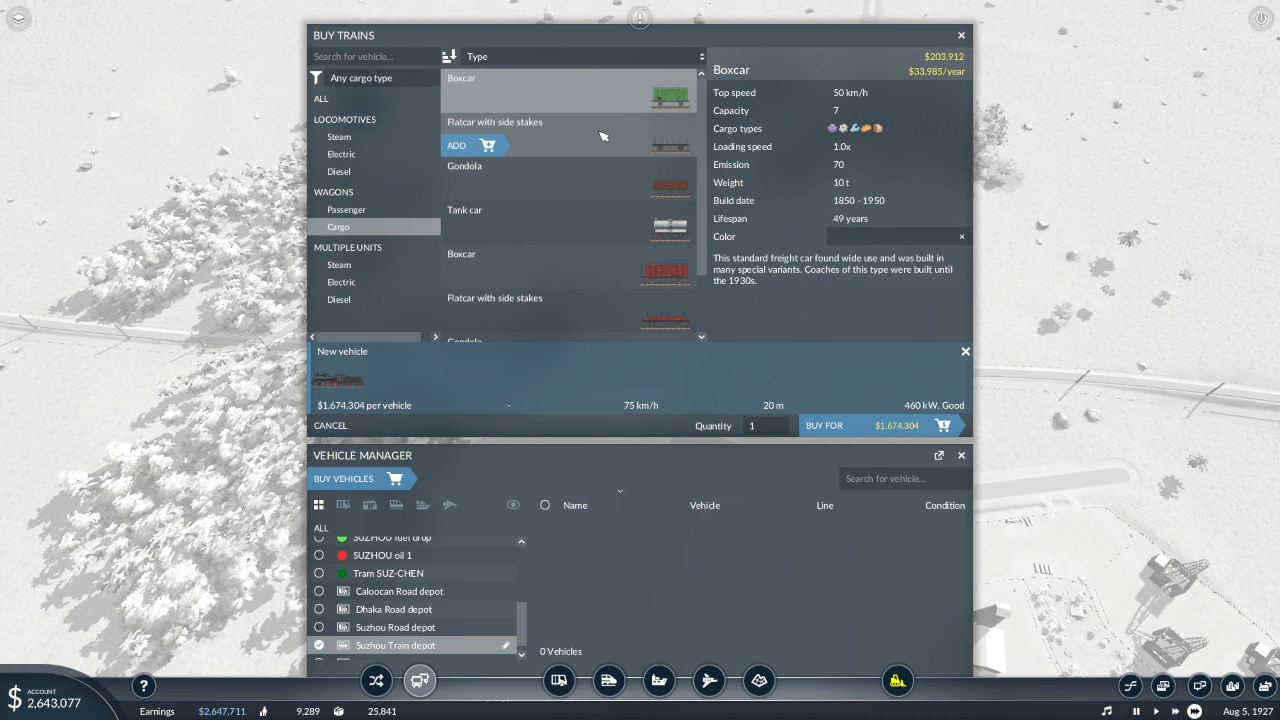 BUY TRAINS
Search for vehicle...
Type
Any cargo type
ALL
LOCOMOTIVES
Steam
Electric
Diesel
WAGONS
Passenger
Cargo
MULTIPLE UNITS
Steam
Electric
Diesel
Boxcar
Flatcar with side stakes
ADD
Gondola
Tank car
Boxcar
Flatcar with side stakes
Gondola
$203,912
Boxcar $33,985/year
Top speed 50 km/h
Capacity 7
Cargo types
Loading speed 1.0x
Emission 70
Weight 10 t
Build date 1850 - 1950
Lifespan 49 years
Color ×
This standard freight car found wide use and was built in
many special variants. Coaches of this type were built until
the 1930s.
New vehicle
$1,674,304 per vehicle - 75 km/h 20 m 460 kW, Good
CANCEL Quantity 1 BUY FOR $1,674,304
VEHICLE MANAGER
BUY VEHICLES Search for vehicle...
Name Vehicle Line Condition
ALL
SUZHOU fuel drop
SUZHOU oil 1
Tram SUZ-CHEN
Caloocan Road depot
Dhaka Road depot
Suzhou Road depot
Suzhou Train depot
0 Vehicles
$ ACCOUNT
2,643,077
?
Earnings $2,647,711 9,289 25,841 Aug 5, 1927